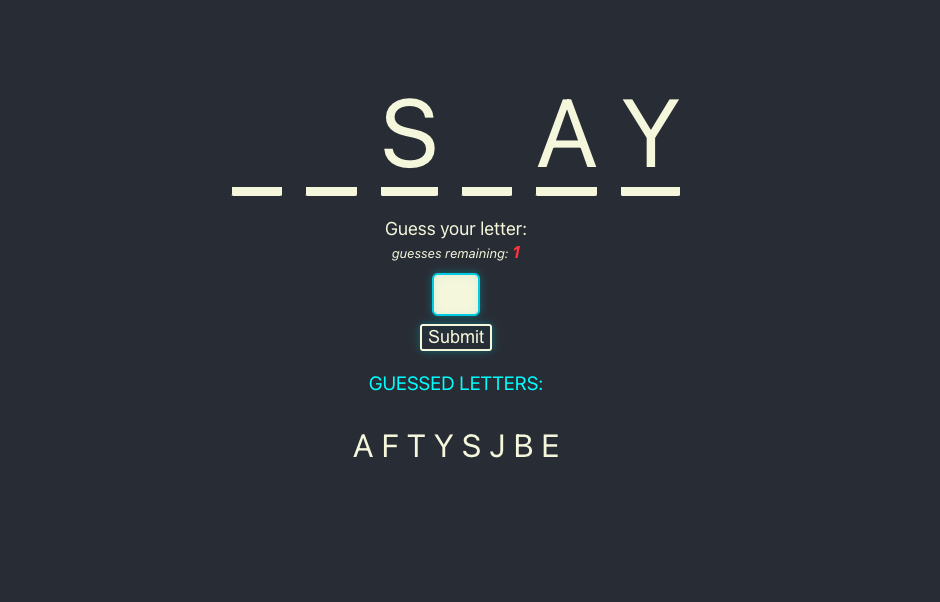 S A Y
Guess your letter:
guesses remaining: 1
Submit
GUESSED LETTERS:
A F T Y S J B E